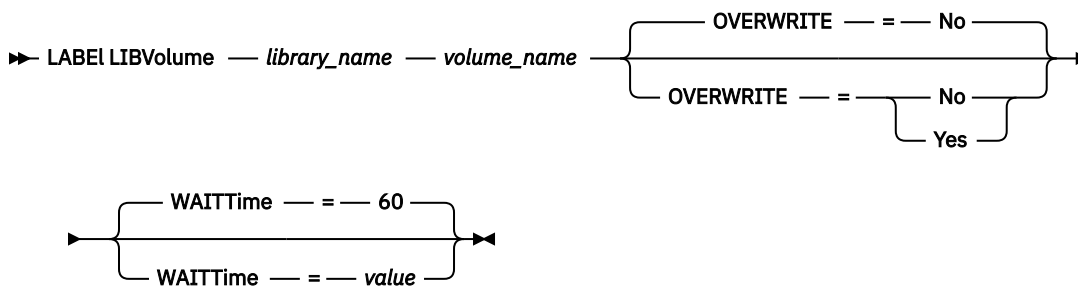 OVERWRITE = No
LABEl LIBVolume library_name volume_name
OVERWRITE = No
Yes
WAITTime = 60
WAITTime = value